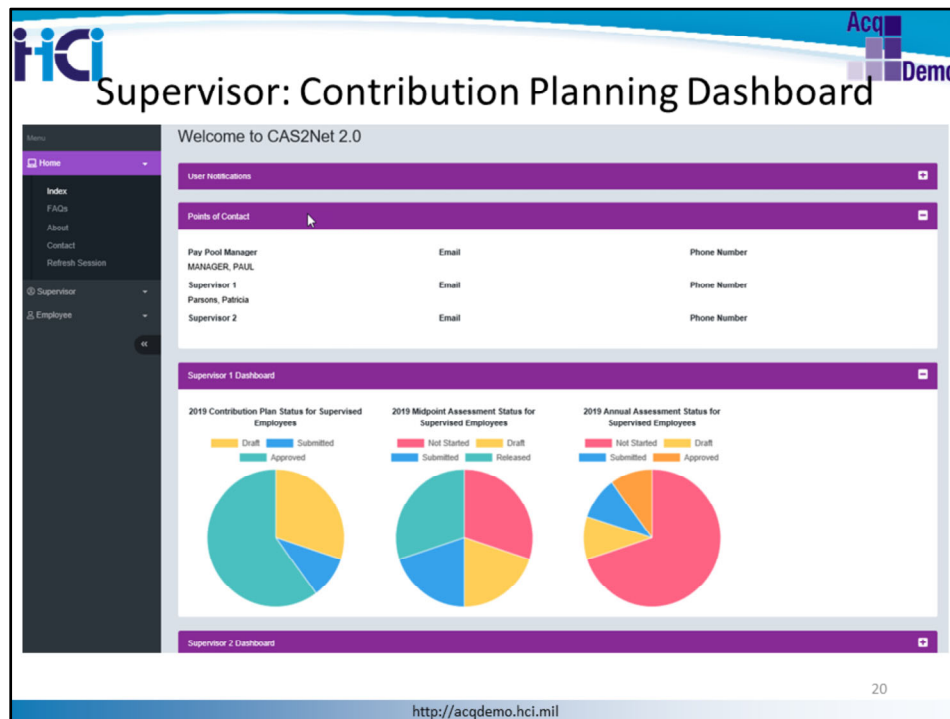 HCi
Acq
Demo
Supervisor: Contribution Planning Dashboard
Menu
Home
Index
FAQs
About
Contact
Refresh Session
Supervisor
Employee
«
Welcome to CAS2Net 2.0
User Notifications
Points of Contact
Pay Pool Manager Email Phone Number
MANAGER, PAUL
Supervisor 1 Email Phone Number
Parsons, Patricia
Supervisor 2 Email Phone Number
Supervisor 1 Dashboard
2019 Contribution Plan Status for Supervised
Employees
Draft Submitted
Approved
2019 Midpoint Assessment Status for
Supervised Employees
Not Started Draft
Submitted Released
2019 Annual Assessment Status for
Supervised Employees
Not Started Draft
Submitted Approved
Supervisor 2 Dashboard
20
http://acqdemo.hci.mil